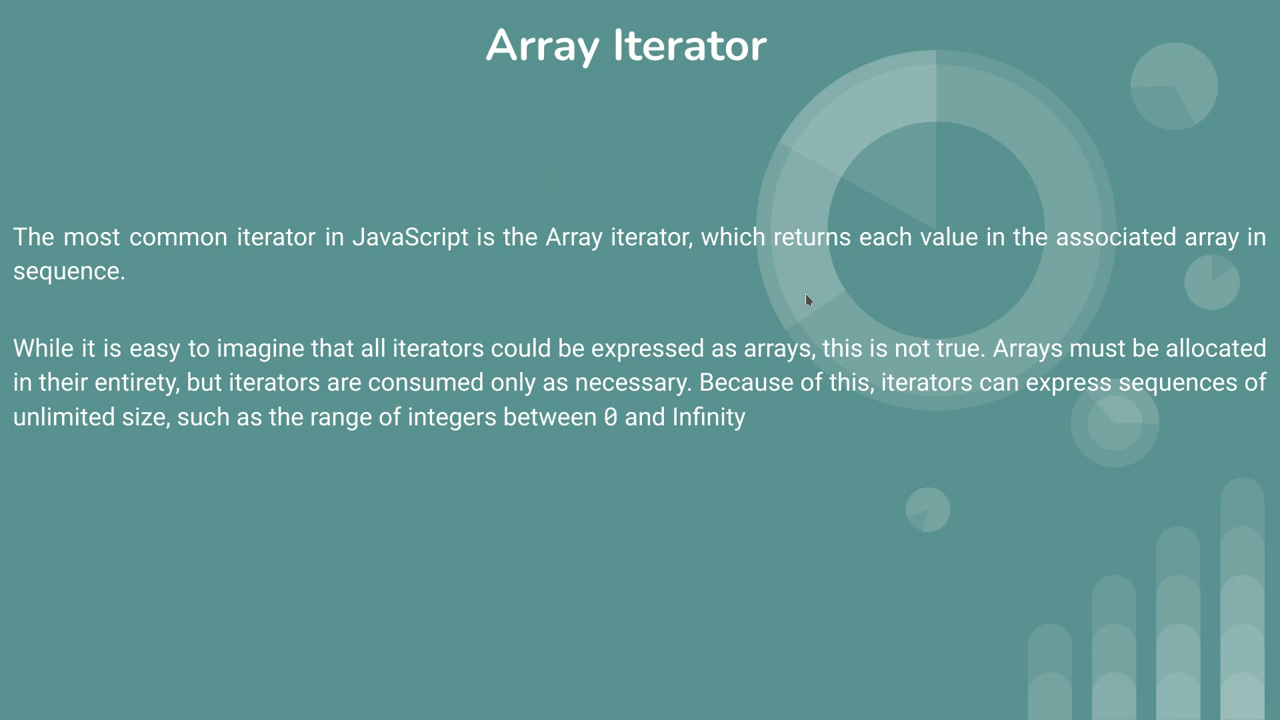 Array Iterator
The most common iterator in JavaScript is the Array iterator, which returns each value in the associated array in
sequence.
While it is easy to imagine that all iterators could be expressed as arrays, this is not true. Arrays must be allocated
in their entirety, but iterators are consumed only as necessary. Because of this, iterators can express sequences of
unlimited size, such as the range of integers between 0 and Infinity